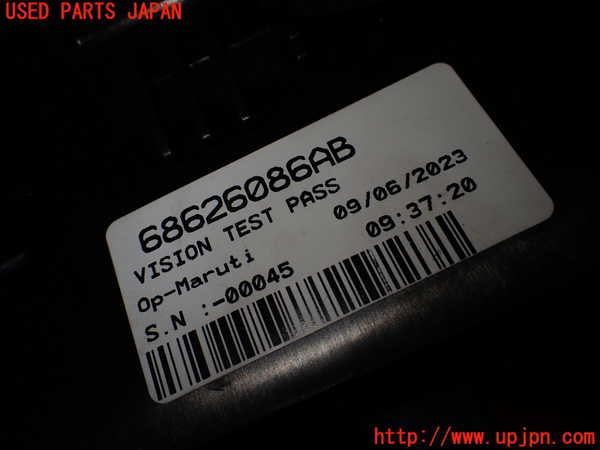 USED PARTS JAPAN
68626086AB
VISION TEST PASS 09/06/2023
Op-Maruti 09:37:20
S.N :-00045
http://www.upjpn.com/